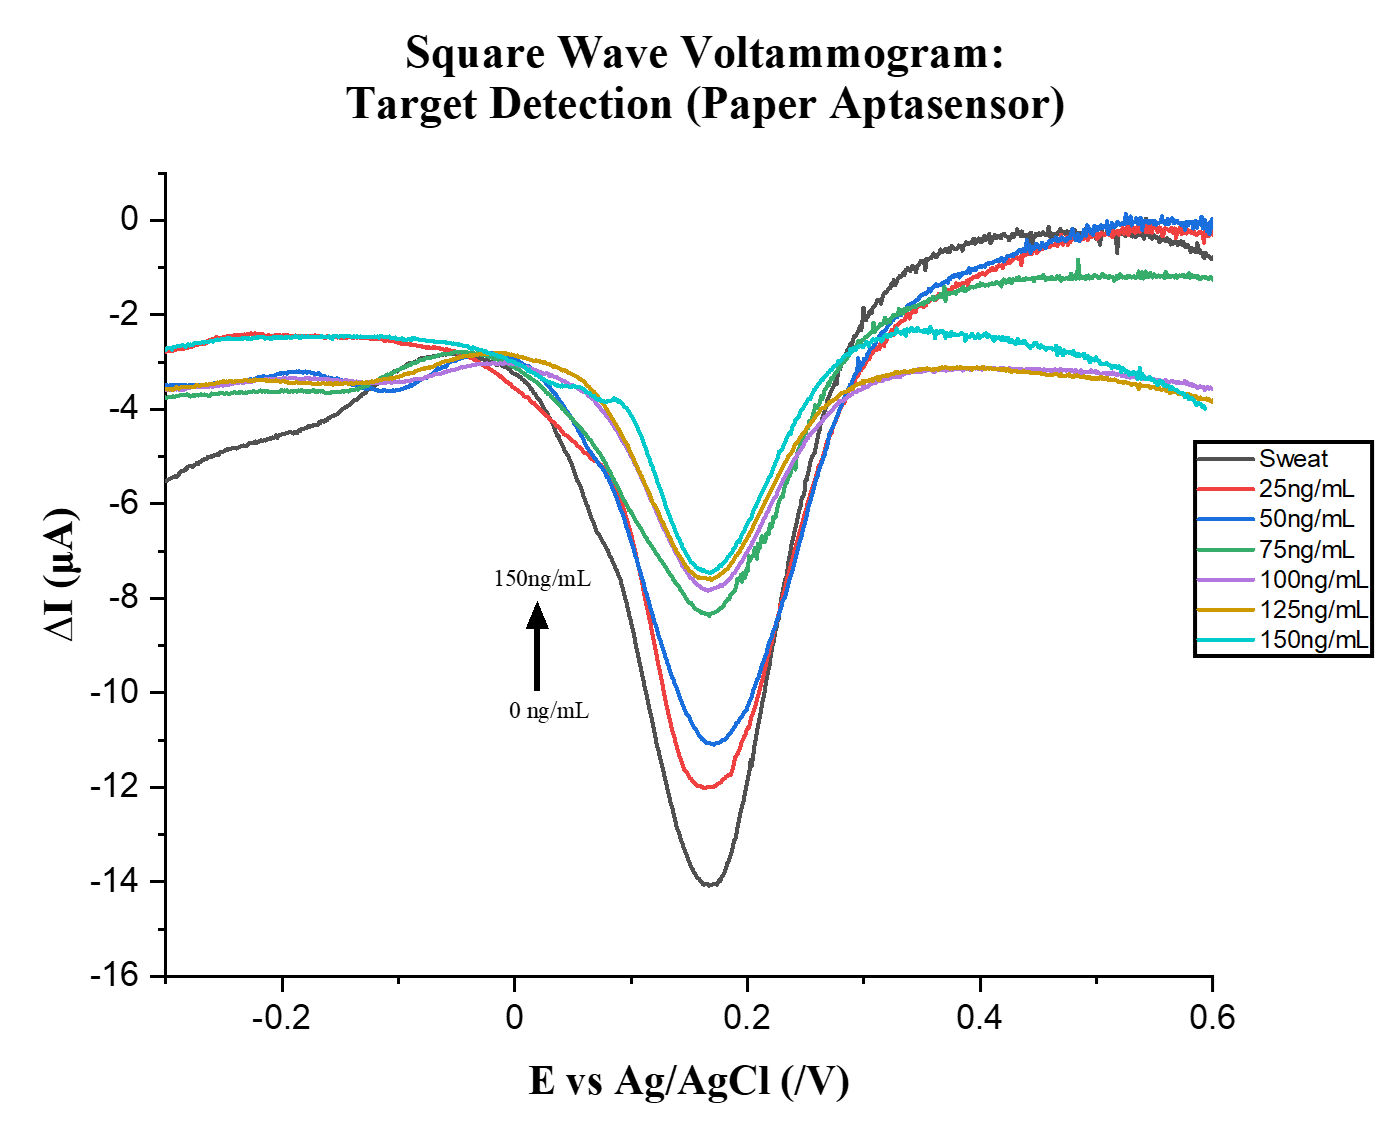 Square Wave Voltammogram:
Target Detection (Paper Aptasensor)
0
-2
-4
-6
-8
-10
-12
-14
-16
ΔI (µA)
150ng/mL
0 ng/mL
Sweat
25ng/mL
50ng/mL
75ng/mL
100ng/mL
125ng/mL
150ng/mL
-0.2 0 0.2 0.4 0.6
E vs Ag/AgCl (/V)